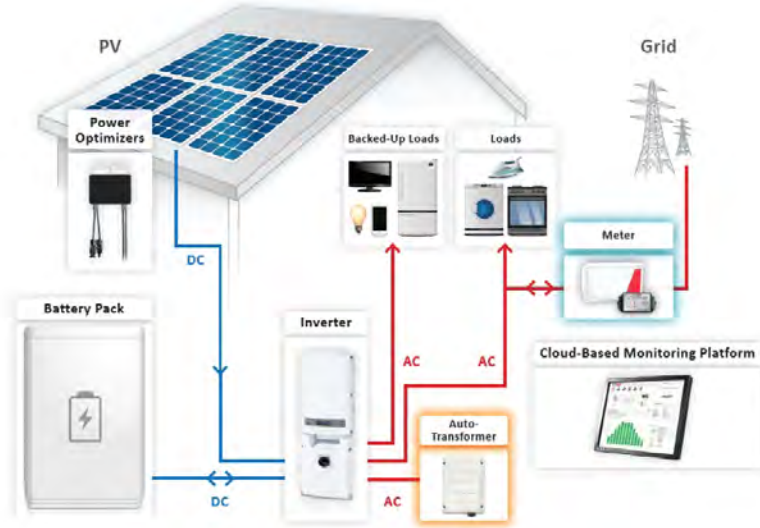 PV
Grid
Power
Optimizers
Backed-Up Loads
Loads
Meter
DC
Battery Pack
Inverter
AC
AC
Cloud-Based Monitoring Platform
Auto-
Transformer
DC
AC